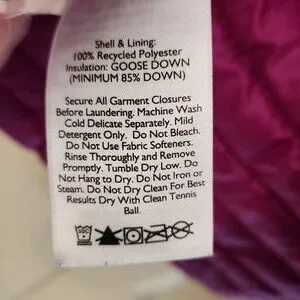 Shell & Lining:
100% Recycled Polyester
Insulation: GOOSE DOWN
(MINIMUM 85% DOWN)
Secure All Garment Closures
Before Laundering. Machine Wash
Cold Delicate Separately. Mild
Detergent Only. Do Not Bleach.
Do Not Use Fabric Softeners.
Rinse Thoroughly and Remove
Promptly. Tumble Dry Low. Do
Not Hang to Dry. Do Not Iron or
Steam. Do Not Dry Clean For Best
Results Dry With Clean Tennis
Ball.